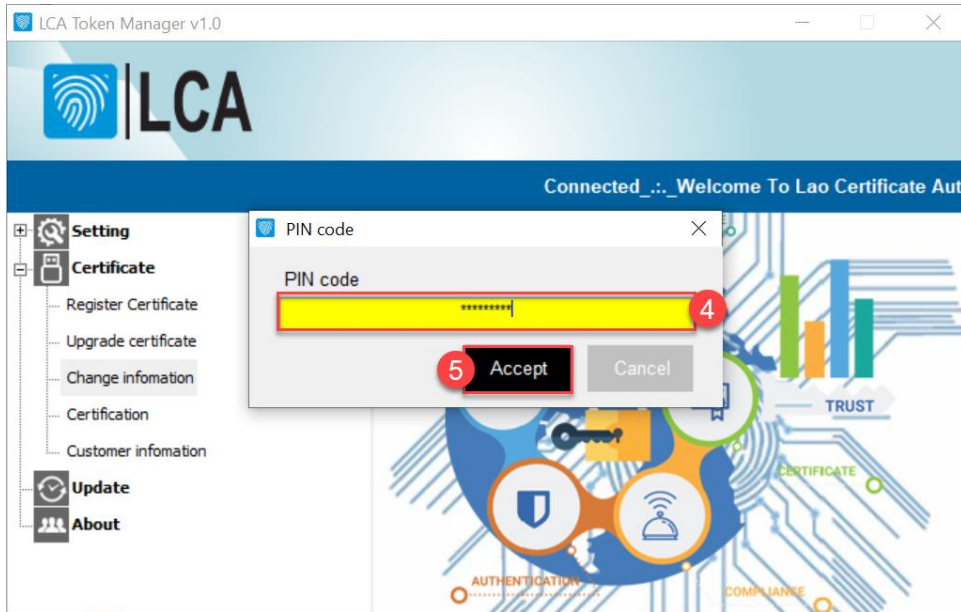 LCA Token Manager v1.0
LCA
Connected_.:._Welcome To Lao Certificate Aut
Setting
Certificate
Register Certificate
Upgrade certificate
Change infomation
Certification
Customer infomation
Update
About
PIN code
PIN code
*********
4
5
Accept
Cancel
TRUST
CERTIFICATE
AUTHENTICATION
COMPLIANCE